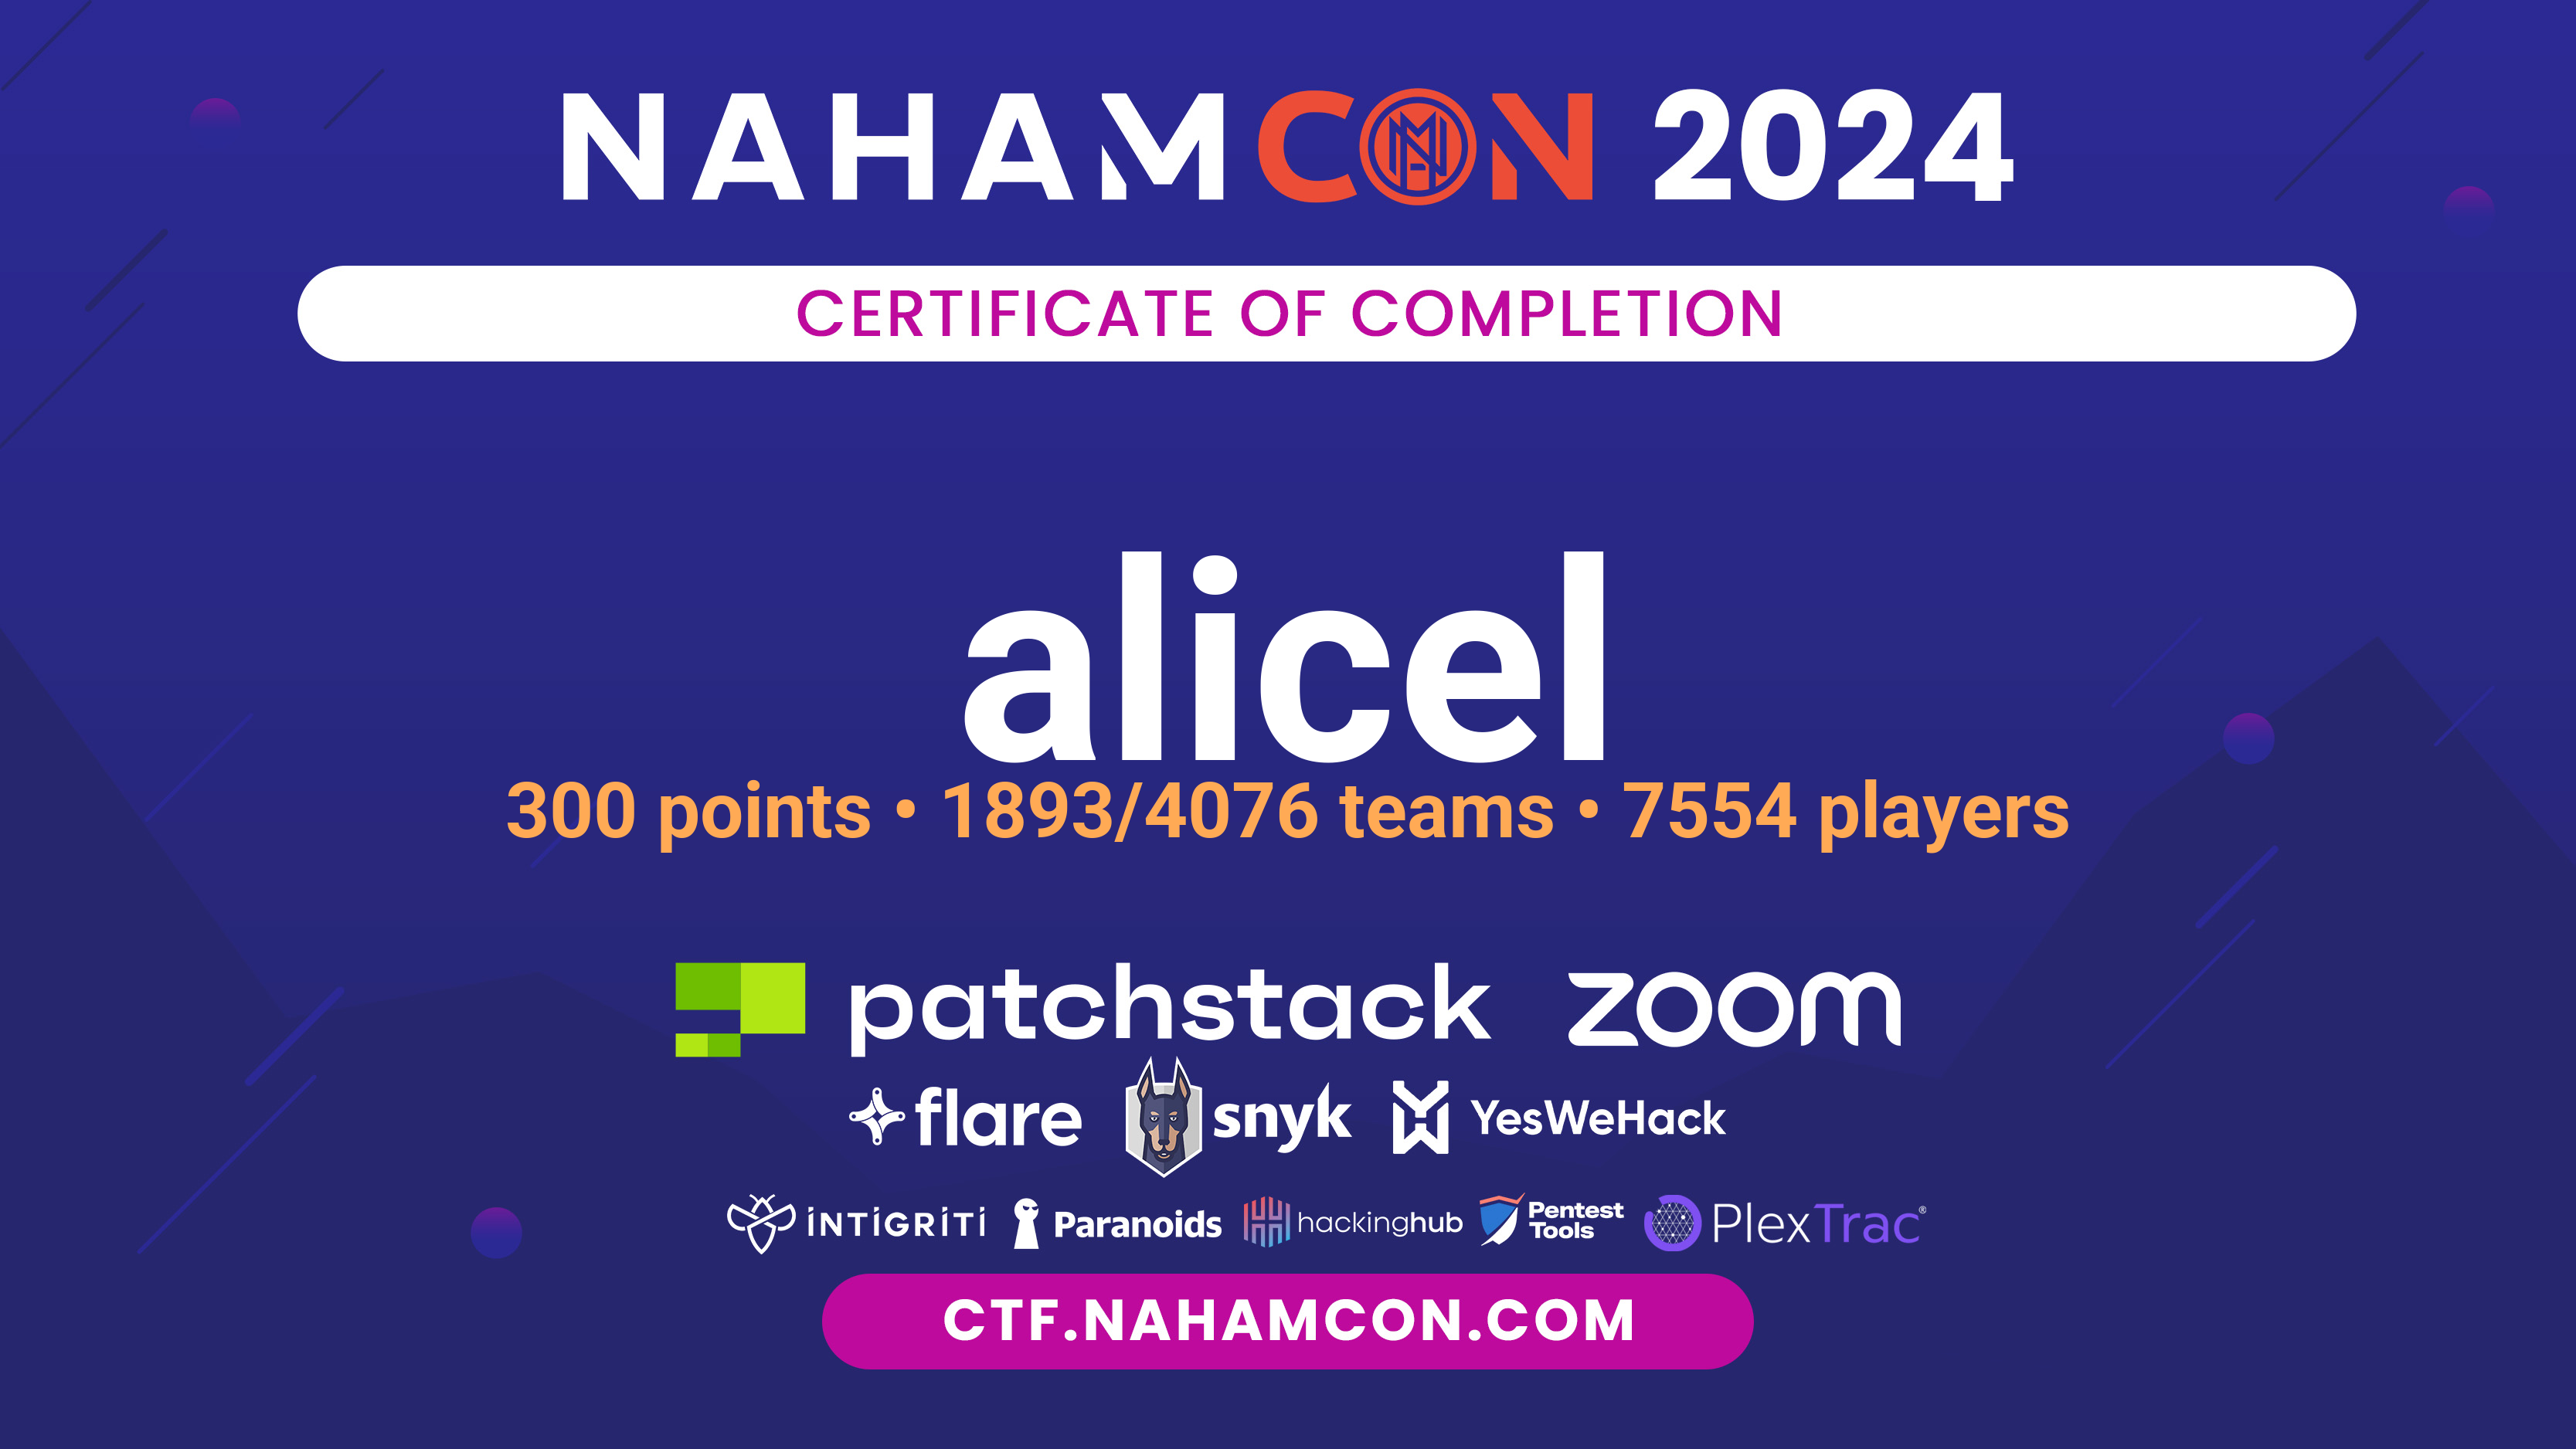 NAHAMCON 2024
CERTIFICATE OF COMPLETION
alicel
300 points • 1893/4076 teams • 7554 players
patchstack zoom
flare snyk YesWeHack
INTIGRITI Paranoids hackinghub Pentest Tools PlexTrac®
CTF.NAHAMCON.COM